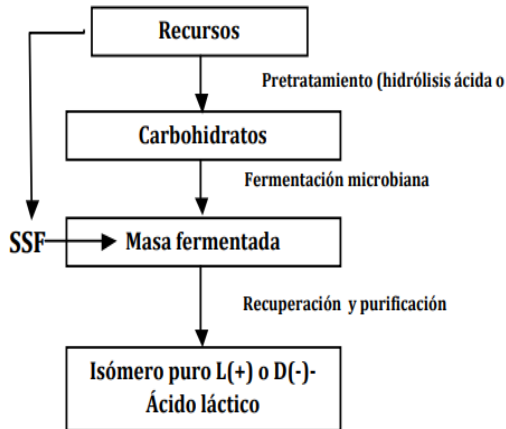 Recursos
Pretratamiento (hidrólisis ácida o
Carbohidratos
Fermentación microbiana
SSF
Masa fermentada
Recuperación y purificación
Isómero puro L(+) o D(-)-
Ácido láctico